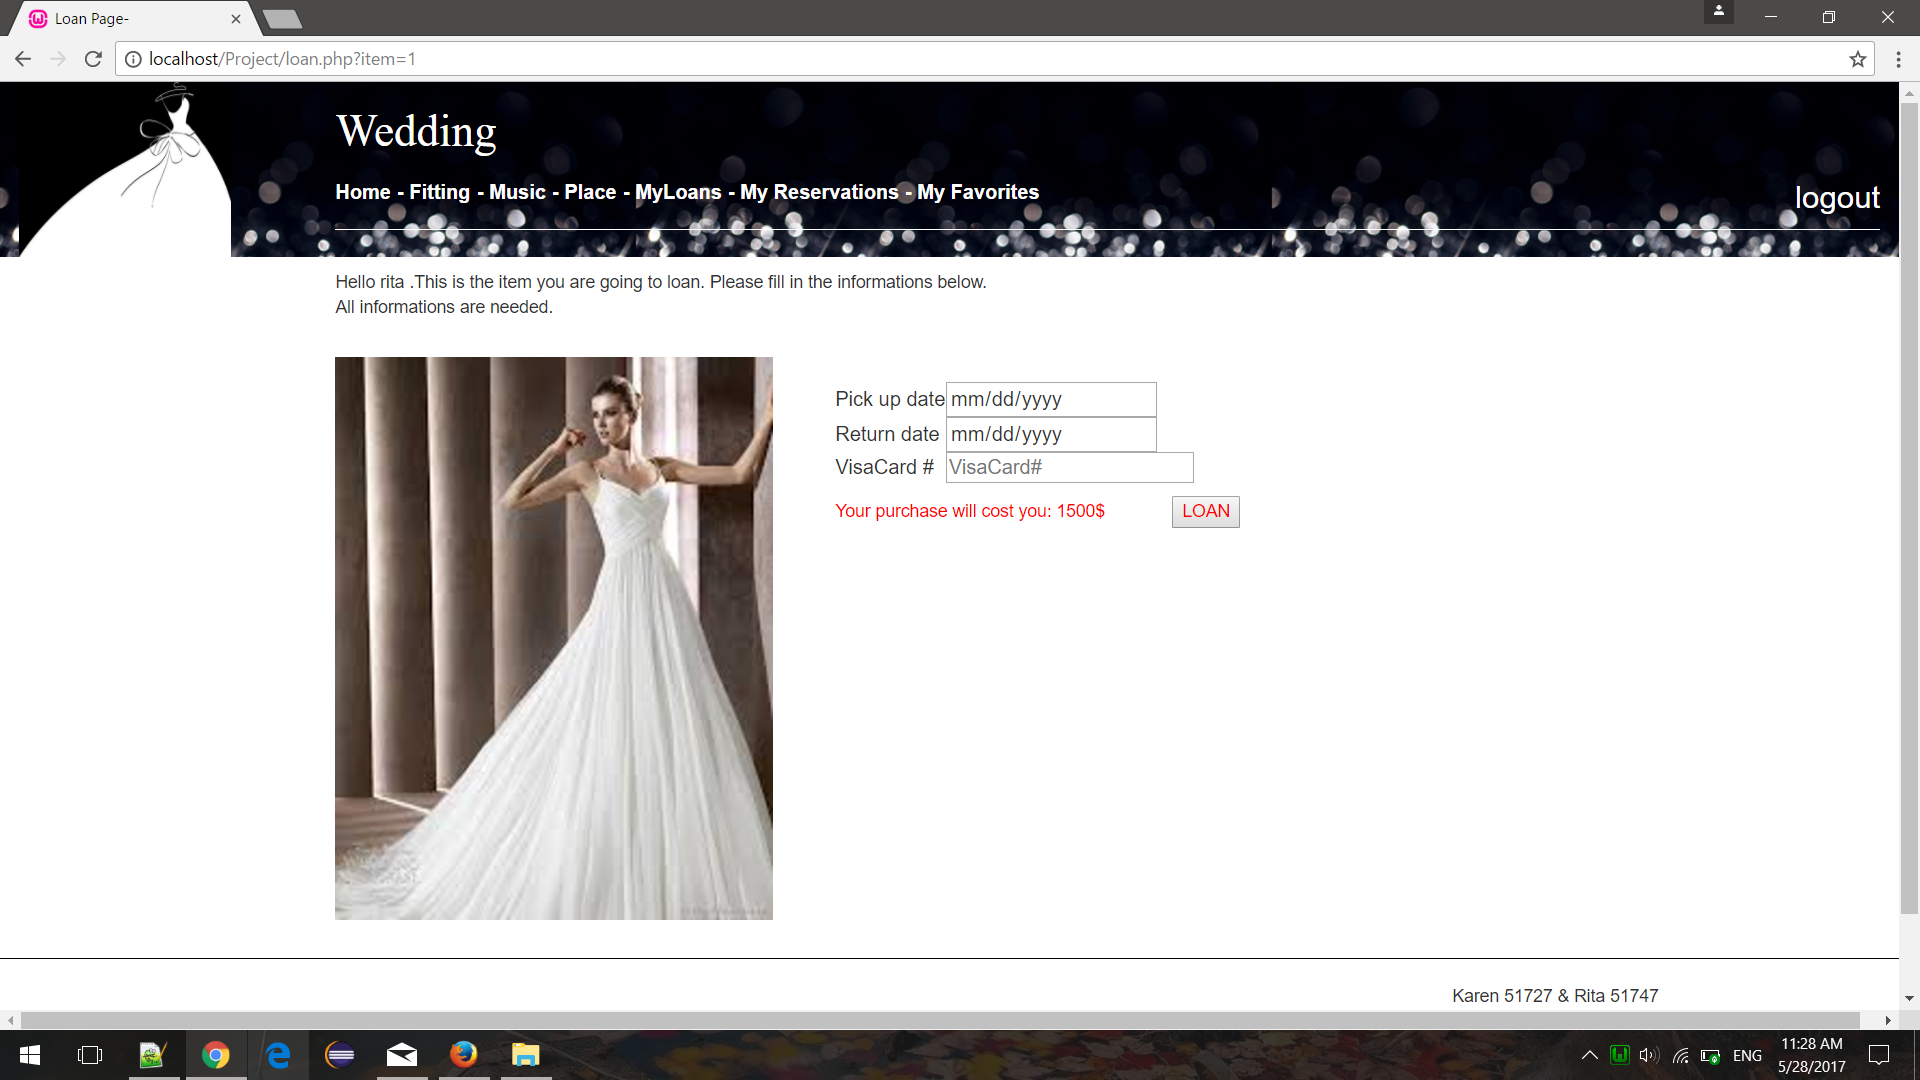 Loan Page-
localhost/Project/loan.php?item=1
Wedding
Home - Fitting - Music - Place - MyLoans - My Reservations - My Favorites
logout
Hello rita .This is the item you are going to loan. Please fill in the informations below.
All informations are needed.
Pick up date mm/dd/yyyy
Return date mm/dd/yyyy
VisaCard # VisaCard#
Your purchase will cost you: 1500$ LOAN
Karen 51727 & Rita 51747
ENG
11:28 AM
5/28/2017